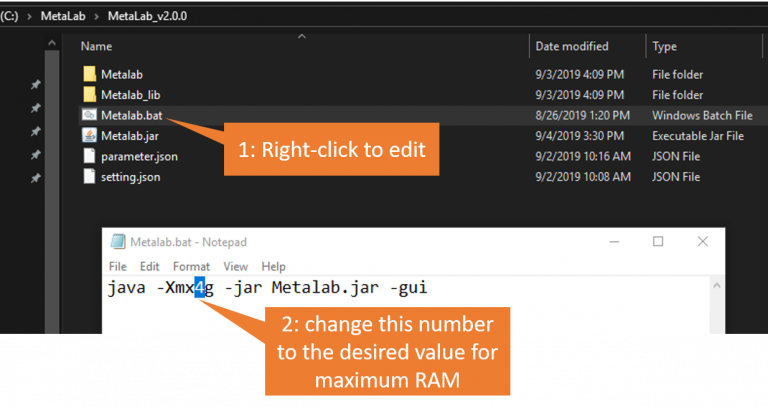 (C:) > MetaLab > MetaLab_v2.0.0
Name Date modified Type
Metalab 9/3/2019 4:09 PM File folder
Metalab_lib 9/3/2019 4:09 PM File folder
Metalab.bat 8/26/2019 1:20 PM Windows Batch File
Metalab.jar 9/4/2019 3:30 PM Executable Jar File
parameter.json 9/2/2019 10:16 AM JSON File
setting.json 9/2/2019 10:08 AM JSON File
1: Right-click to edit
Metalab.bat - Notepad
File Edit Format View Help
java -Xmx4g -jar Metalab.jar -gui
2: change this number
to the desired value for
maximum RAM